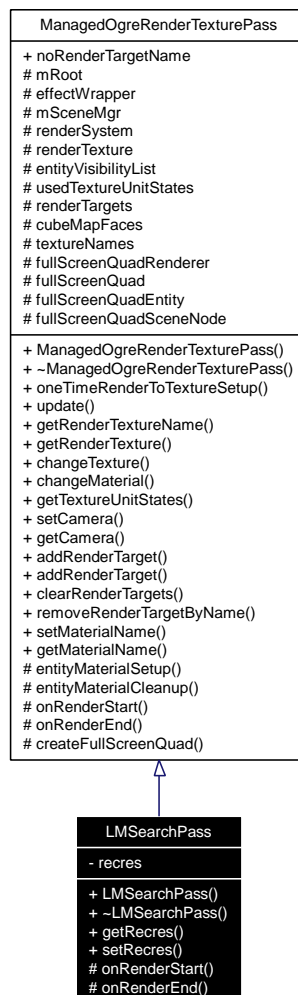 ManagedOgreRenderTexturePass
+ noRenderTargetName
# mRoot
# effectWrapper
# mSceneMgr
# renderSystem
# renderTexture
# entityVisibilityList
# usedTextureUnitStates
# renderTargets
# cubeMapFaces
# textureNames
# fullScreenQuadRenderer
# fullScreenQuad
# fullScreenQuadEntity
# fullScreenQuadSceneNode
+ ManagedOgreRenderTexturePass()
+ ~ManagedOgreRenderTexturePass()
+ oneTimeRenderToTextureSetup()
+ update()
+ getRenderTextureName()
+ getRenderTexture()
+ changeTexture()
+ changeMaterial()
+ getTextureUnitStates()
+ setCamera()
+ getCamera()
+ addRenderTarget()
+ addRenderTarget()
+ clearRenderTargets()
+ removeRenderTargetByName()
+ setMaterialName()
+ getMaterialName()
# entityMaterialSetup()
# entityMaterialCleanup()
# onRenderStart()
# onRenderEnd()
# createFullScreenQuad()
LMSearchPass
- recres
+ LMSearchPass()
+ ~LMSearchPass()
+ getRecres()
+ setRecres()
# onRenderStart()
# onRenderEnd()